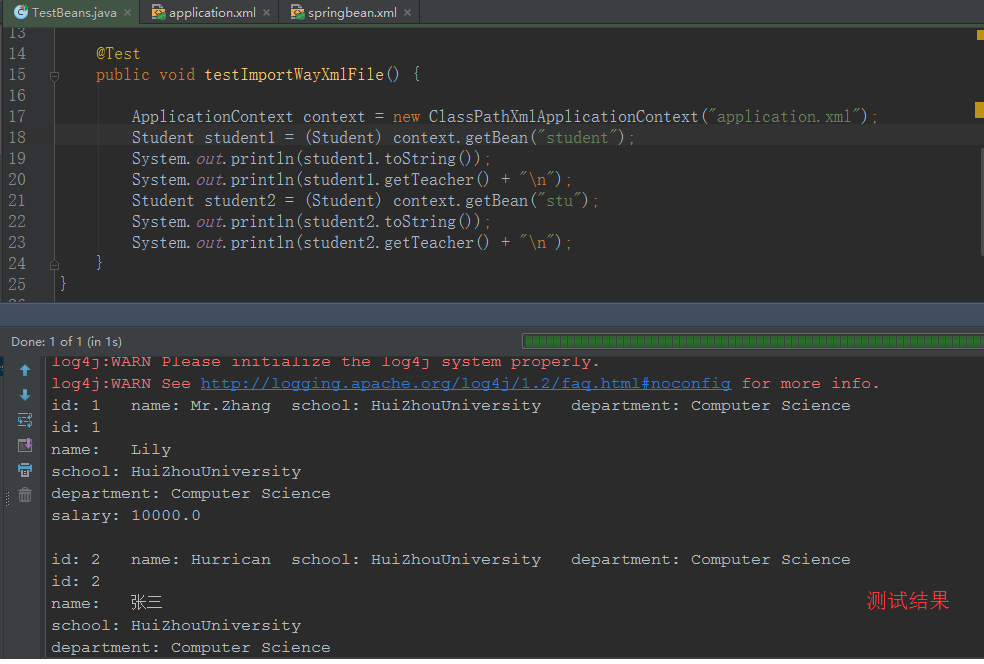 TestBeans.java × application.xml × springbean.xml ×
13
14 @Test
15 public void testImportWayXmlFile() {
16
17 ApplicationContext context = new ClassPathXmlApplicationContext("application.xml");
18 Student student1 = (Student) context.getBean("student");
19 System.out.println(student1.toString());
20 System.out.println(student1.getTeacher() + "\n");
21 Student student2 = (Student) context.getBean("stu");
22 System.out.println(student2.toString());
23 System.out.println(student2.getTeacher() + "\n");
24 }
25 }
Done: 1 of 1 (in 1s)
log4j:WARN Please initialize the log4j system properly.
log4j:WARN See http://logging.apache.org/log4j/1.2/faq.html#noconfig for more info.
id: 1 name: Mr.Zhang school: HuiZhouUniversity department: Computer Science
id: 1
name: Lily
school: HuiZhouUniversity
department: Computer Science
salary: 10000.0
id: 2 name: Hurrican school: HuiZhouUniversity department: Computer Science
id: 2
name: 张三
测试结果
school: HuiZhouUniversity
department: Computer Science